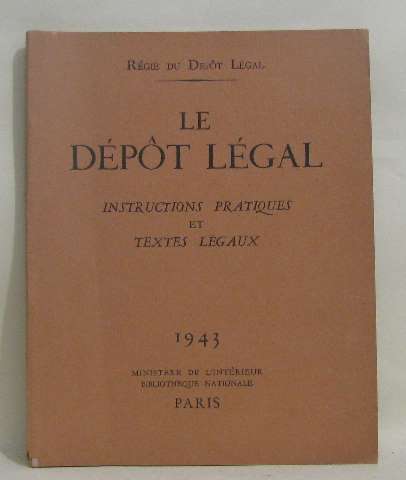 RÉGIE DU DÉPÔT LÉGAL
LE
DÉPÔT LÉGAL
INSTRUCTIONS PRATIQUES
ET
TEXTES LÉGAUX
1943
MINISTÈRE DE L'INTÉRIEUR
BIBLIOTHÈQUE NATIONALE
PARIS